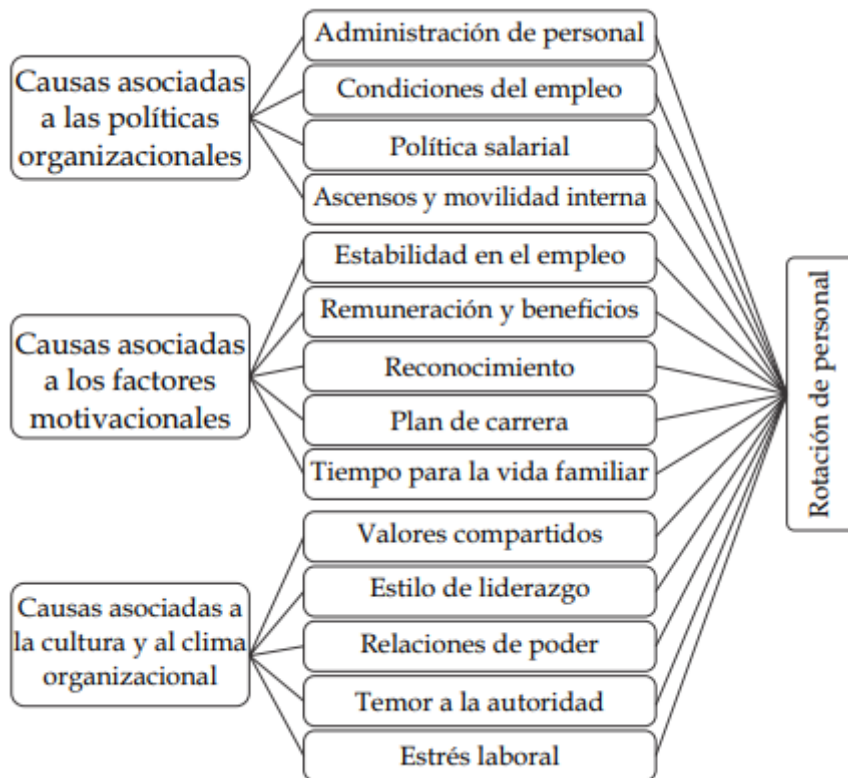 Causas asociadas
a las políticas
organizacionales
Administración de personal
Condiciones del empleo
Política salarial
Ascensos y movilidad interna
Causas asociadas
a los factores
motivacionales
Estabilidad en el empleo
Remuneración y beneficios
Reconocimiento
Plan de carrera
Tiempo para la vida familiar
Causas asociadas a
la cultura y al clima
organizacional
Valores compartidos
Estilo de liderazgo
Relaciones de poder
Temor a la autoridad
Estrés laboral
Rotación de personal